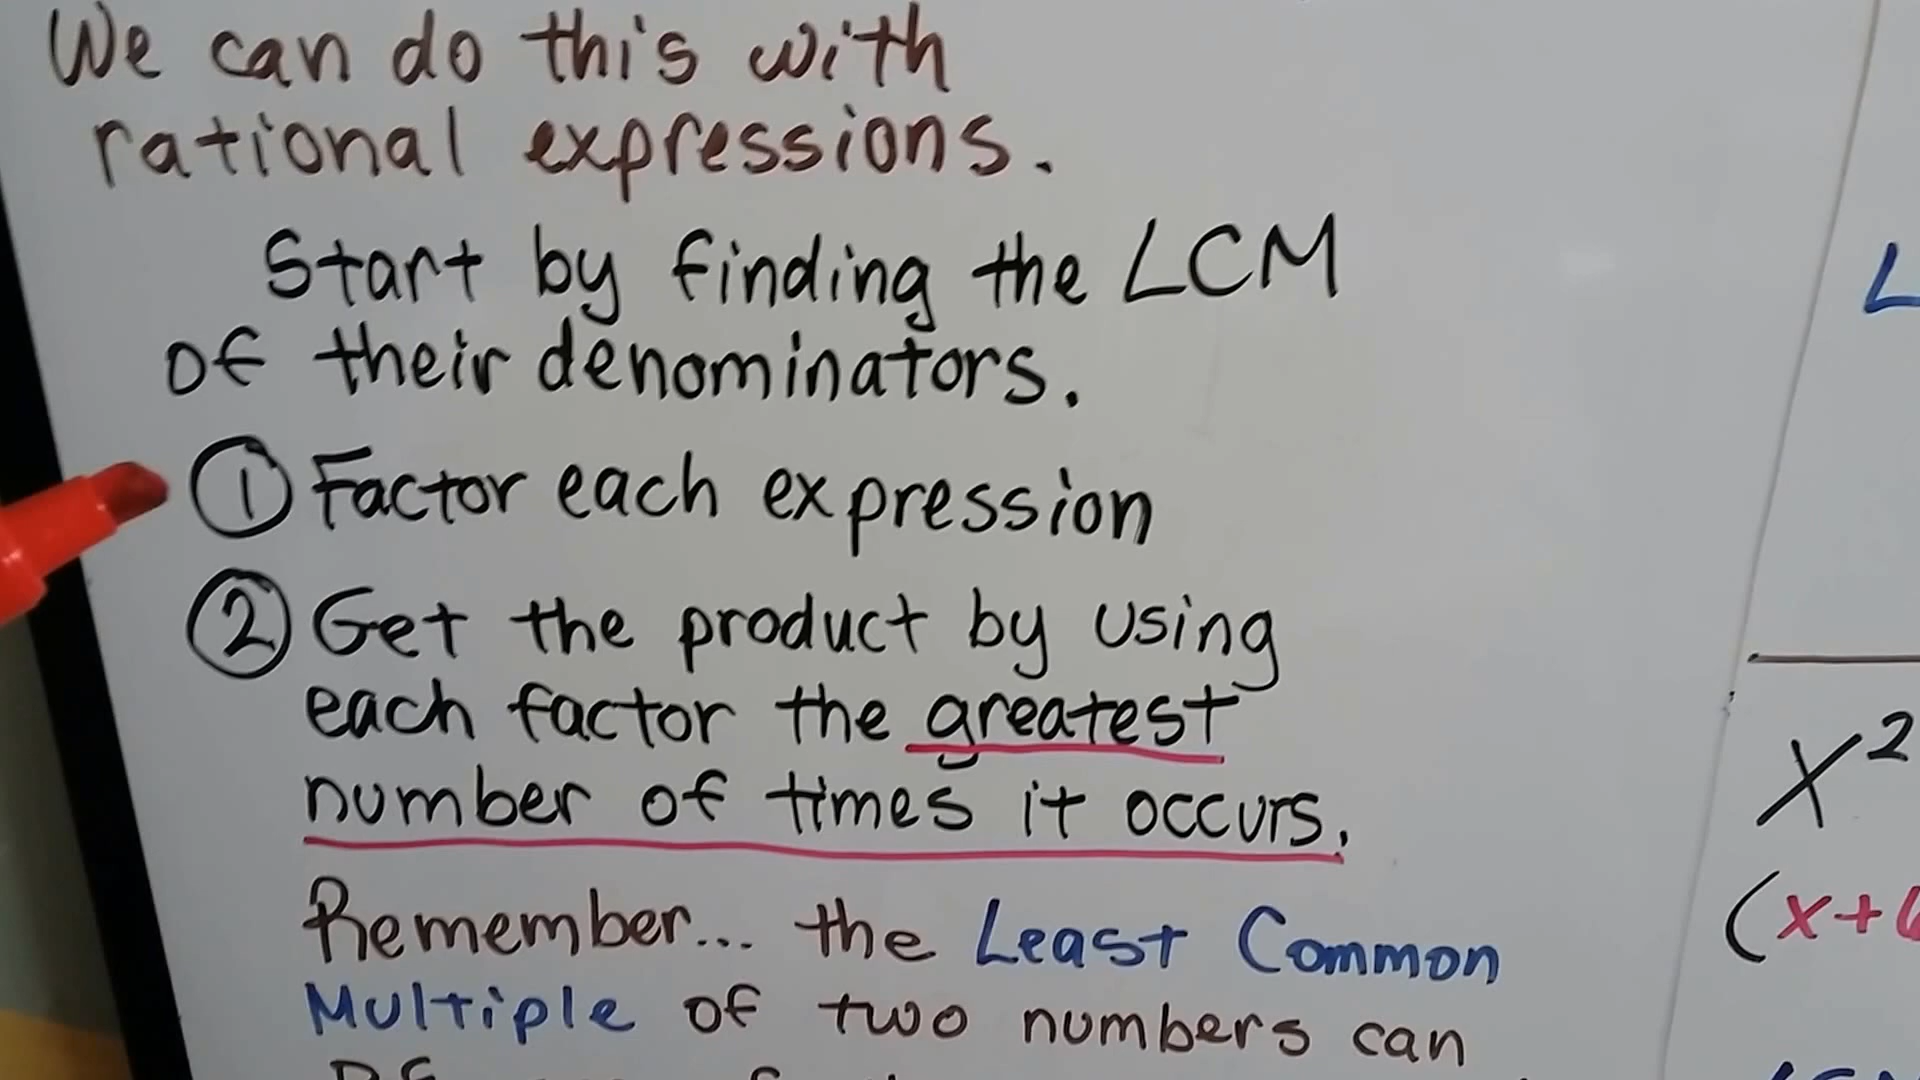 We can do this with
rational expressions.
Start by finding the LCM
of their denominators.
① Factor each expression
② Get the product by using
each factor the greatest
number of times it occurs.
Remember... the Least Common
Multiple of two numbers can
L
x²
(x+6